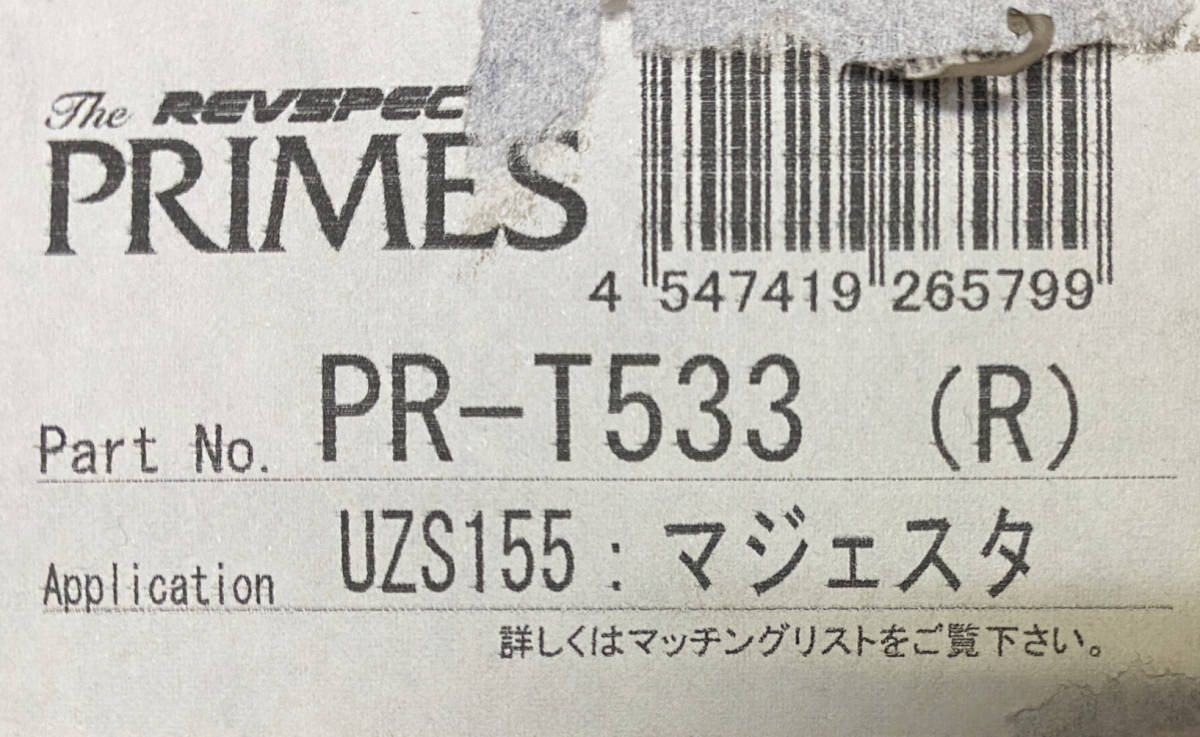 The REVSPEC
PRIMES
4 547419 265799
Part No. PR-T533 (R)
Application UZS155:マジェスタ
詳しくはマッチングリストをご覧下さい。